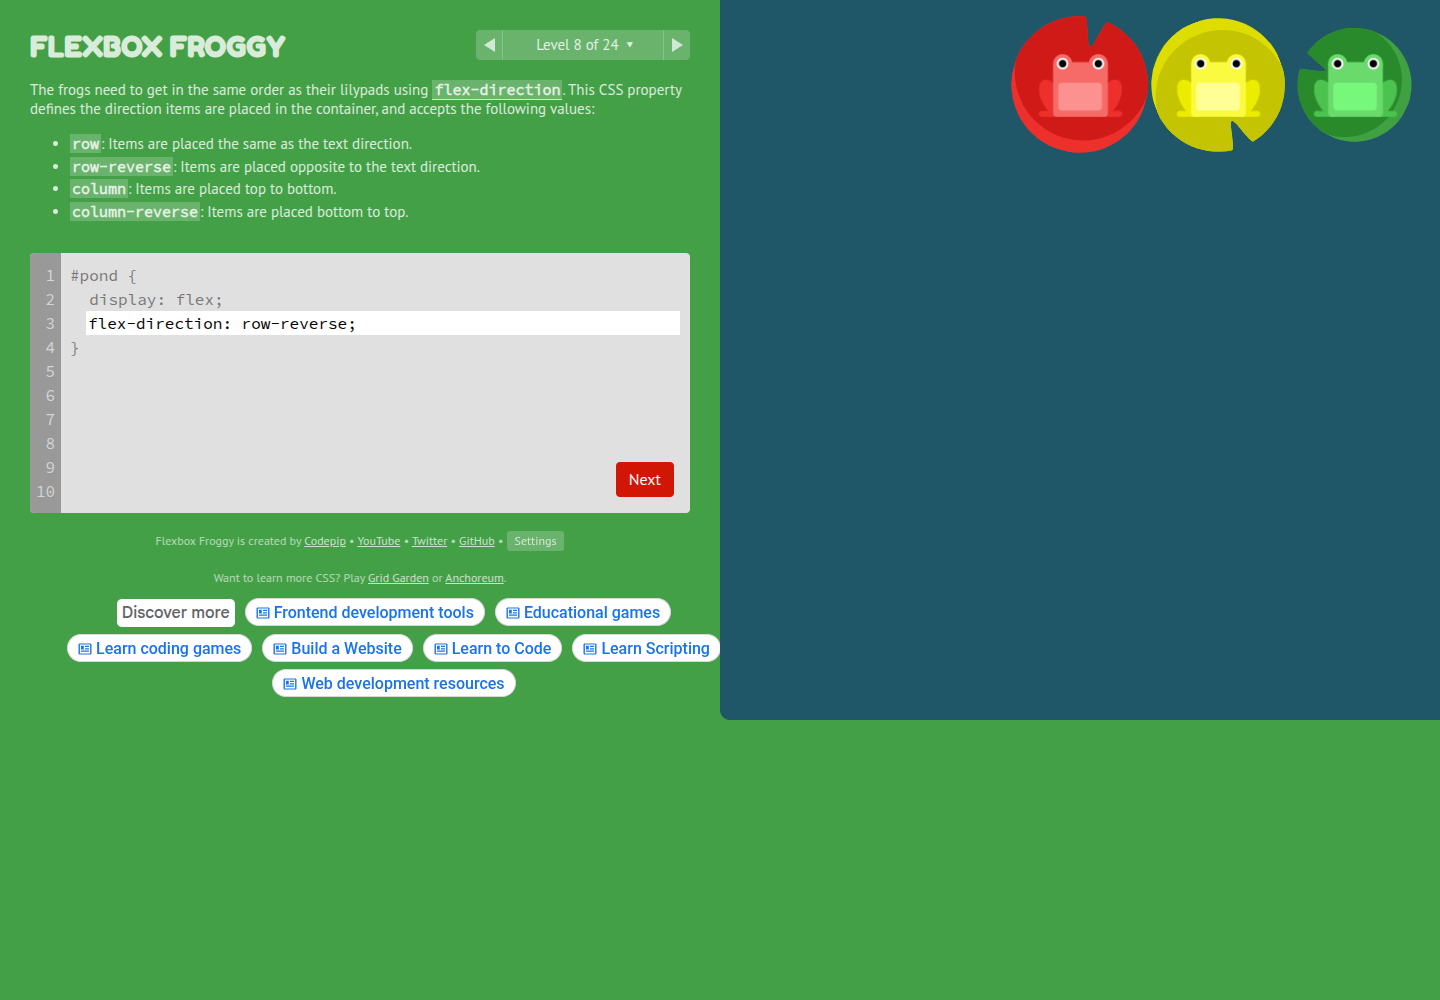 FLEXBOX FROGGY
Level 8 of 24 ▼
The frogs need to get in the same order as their lilypads using flex-direction. This CSS property
defines the direction items are placed in the container, and accepts the following values:
• row: Items are placed the same as the text direction.
• row-reverse: Items are placed opposite to the text direction.
• column: Items are placed top to bottom.
• column-reverse: Items are placed bottom to top.
1 #pond {
2 display: flex;
3 flex-direction: row-reverse;
4 }
5
6
7
8
9
10
Next
Flexbox Froggy is created by Codepip • YouTube • Twitter • GitHub • Settings
Want to learn more CSS? Play Grid Garden or Anchoreum.
Discover more Frontend development tools Educational games
Learn coding games Build a Website Learn to Code Learn Scripting
Web development resources